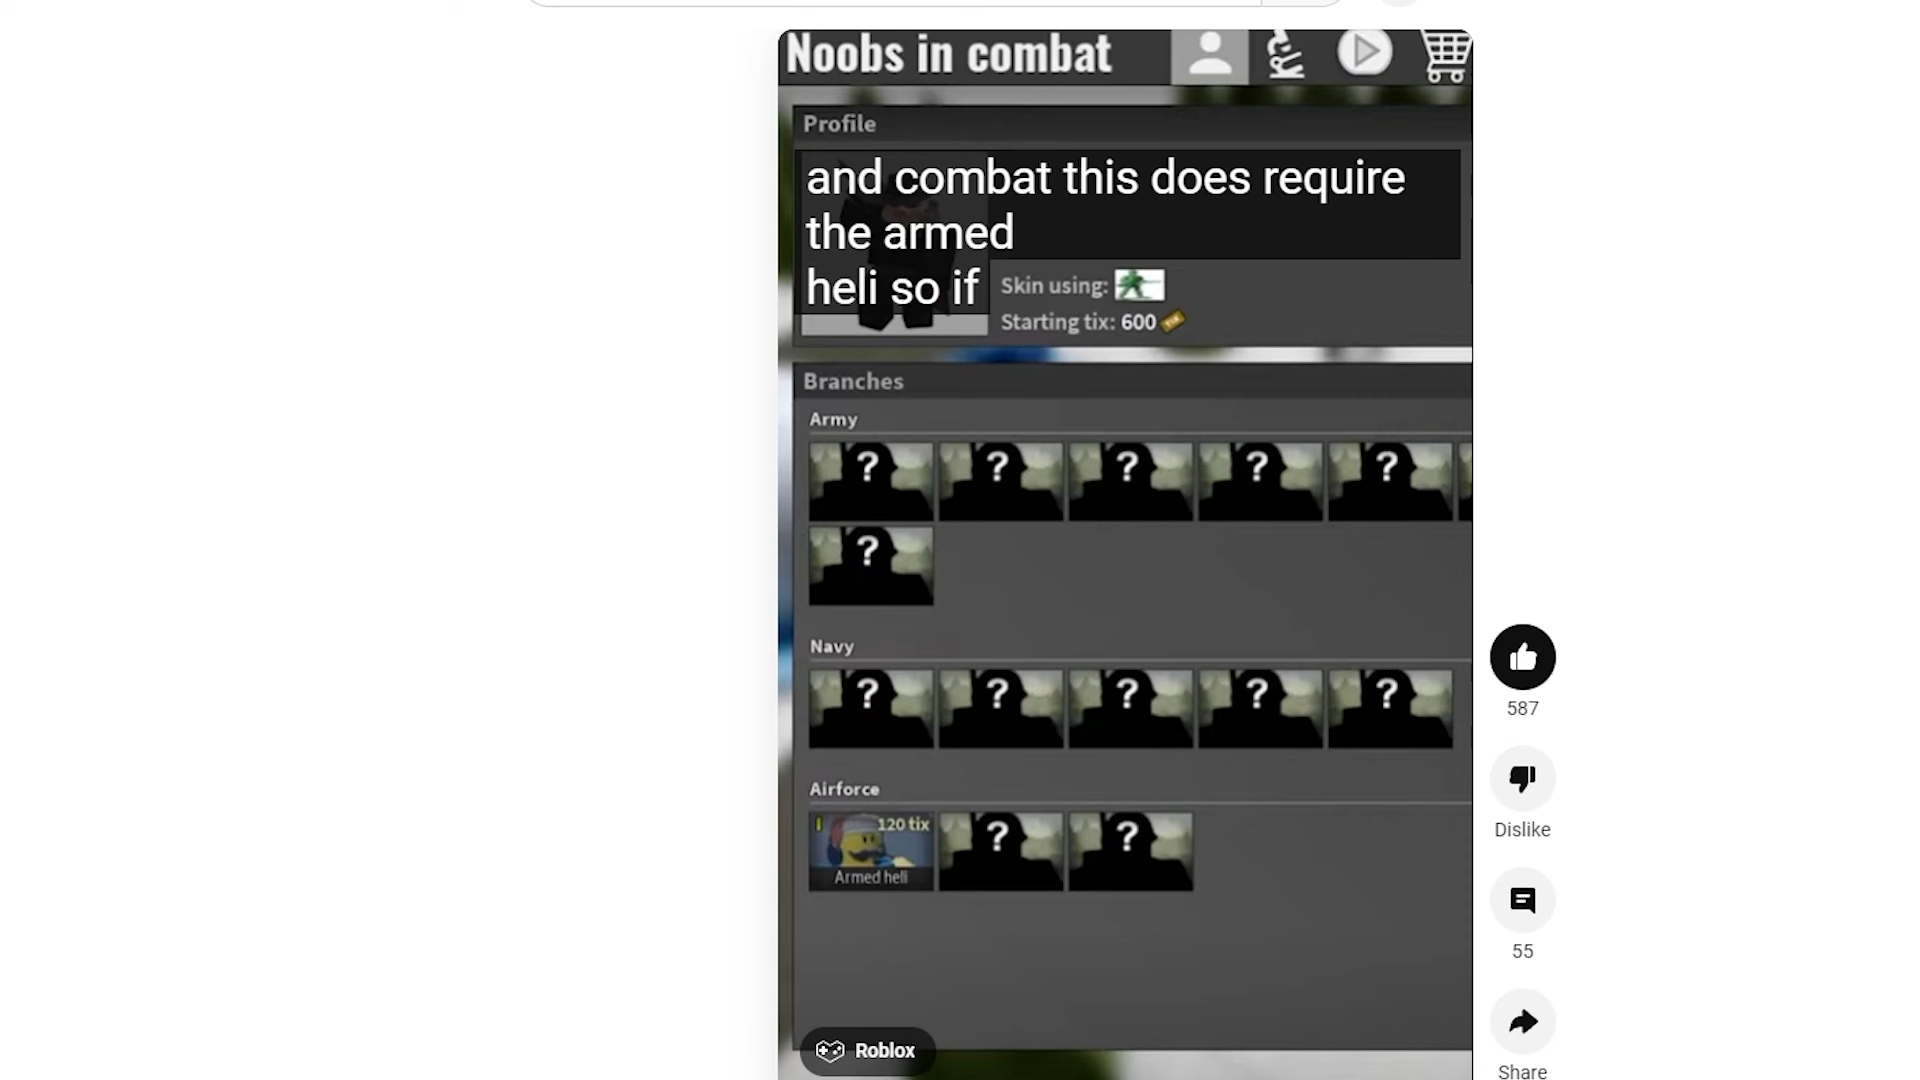 Noobs in combat
Profile
and combat this does require
the armed
heli so if
Skin using:
Starting tix: 600
Branches
Army
? ? ? ? ?
?
Navy
? ? ? ? ?
Airforce
120 tix
? ?
Armed heli
Roblox
587
Dislike
55
Share